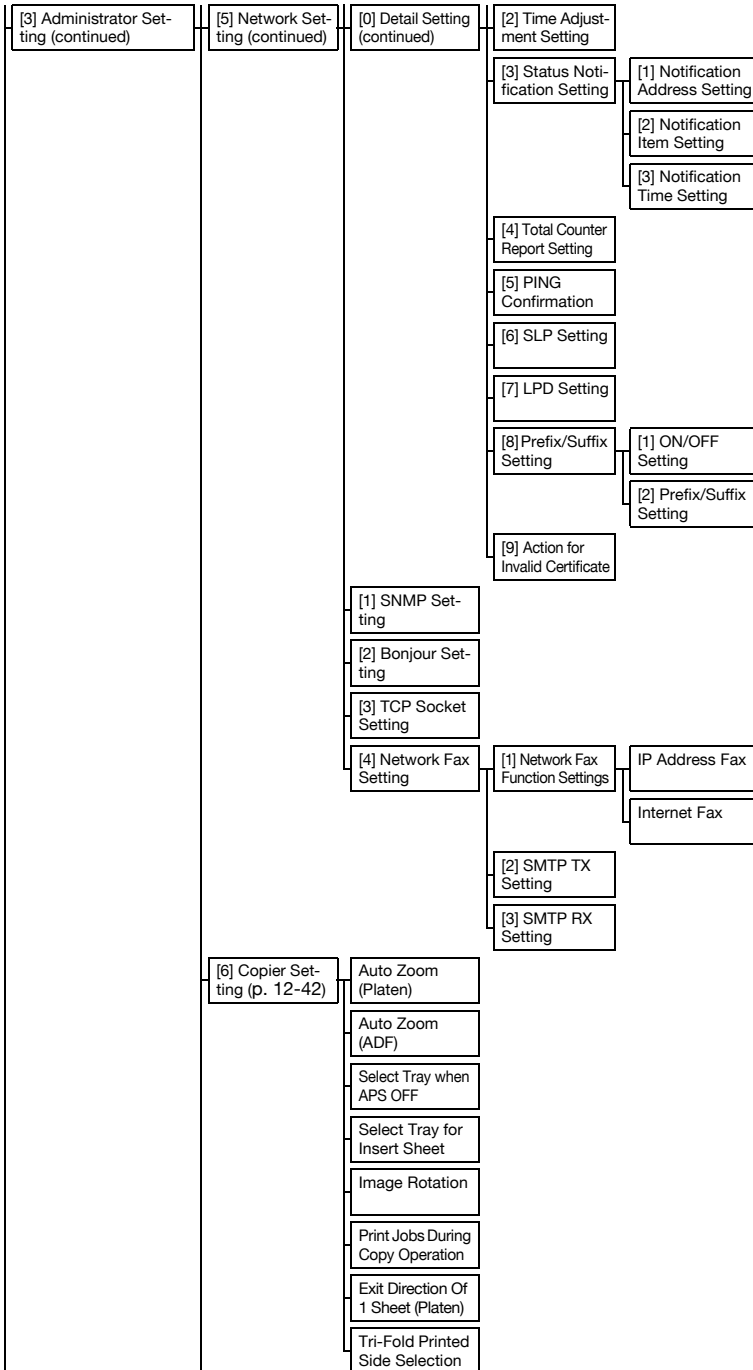 [3] Administrator Set-
ting (continued)
[5] Network Set-
ting (continued)
[0] Detail Setting
(continued)
[2] Time Adjust-
ment Setting
[3] Status Noti-
fication Setting
[1] Notification
Address Setting
[2] Notification
Item Setting
[3] Notification
Time Setting
[4] Total Counter
Report Setting
[5] PING
Confirmation
[6] SLP Setting
[7] LPD Setting
[8] Prefix/Suffix
Setting
[1] ON/OFF
Setting
[2] Prefix/Suffix
Setting
[9] Action for
Invalid Certificate
[1] SNMP Set-
ting
[2] Bonjour Set-
ting
[3] TCP Socket
Setting
[4] Network Fax
Setting
[1] Network Fax
Function Settings
IP Address Fax
Internet Fax
[2] SMTP TX
Setting
[3] SMTP RX
Setting
[6] Copier Set-
ting (p. 12-42)
Auto Zoom
(Platen)
Auto Zoom
(ADF)
Select Tray when
APS OFF
Select Tray for
Insert Sheet
Image Rotation
Print Jobs During
Copy Operation
Exit Direction Of
1 Sheet (Platen)
Tri-Fold Printed
Side Selection